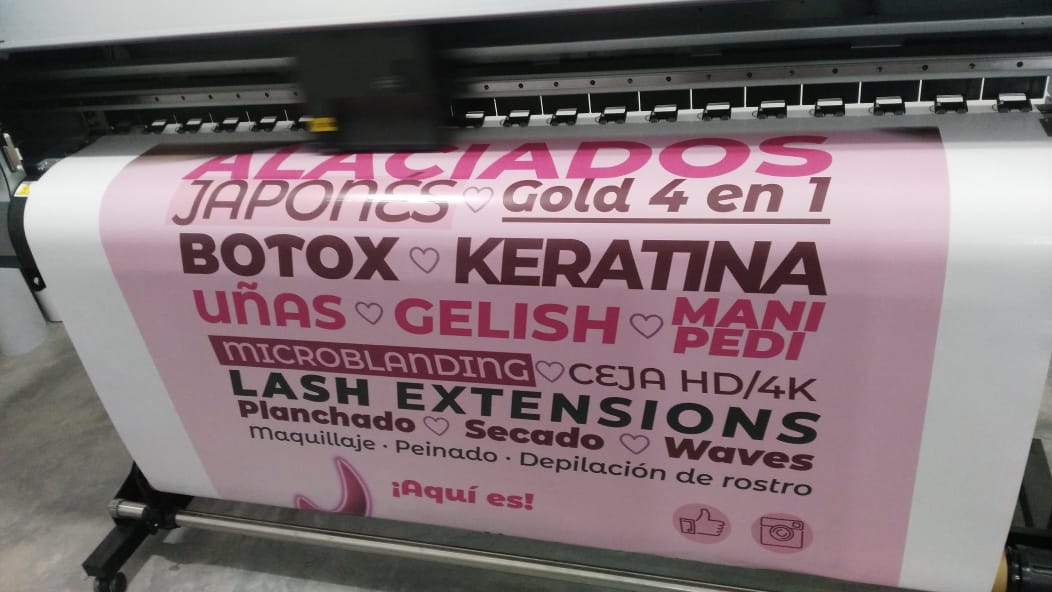 ALACIADOS
JAPONES Gold 4 en 1
BOTOX KERATINA
UÑAS GELISH MANI PEDI
MICROBLANDING CEJA HD/4K
LASH EXTENSIONS
Planchado Secado Waves
Maquillaje · Peinado · Depilación de rostro
¡Aquí es!